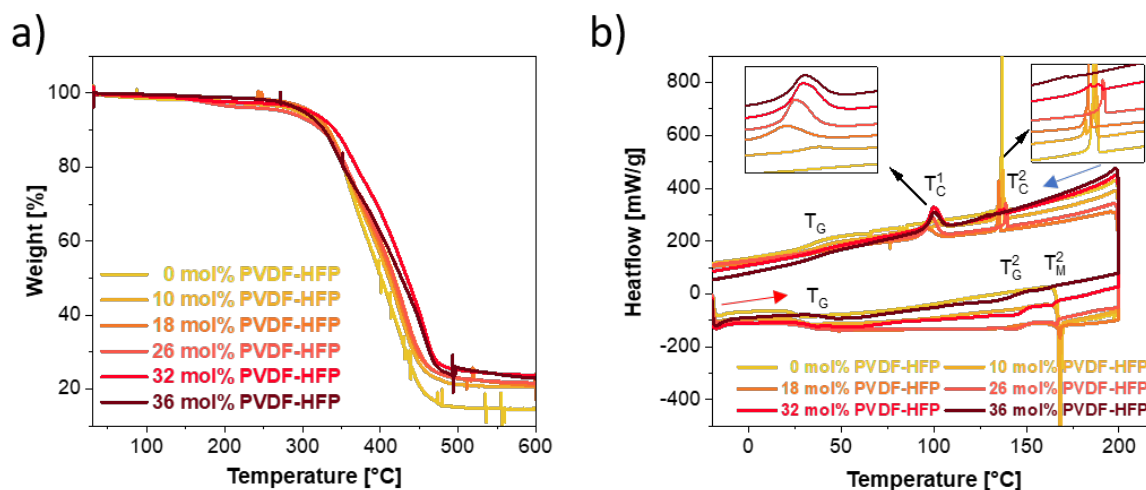 a)
100
80
60
40
20
Weight [%]
0 mol% PVDF-HFP
10 mol% PVDF-HFP
18 mol% PVDF-HFP
26 mol% PVDF-HFP
32 mol% PVDF-HFP
36 mol% PVDF-HFP
100 200 300 400 500 600
Temperature [°C]
b)
800
600
400
200
0
-200
-400
Heatflow [mW/g]
T_C^1
T_C^2
T_G
T_G^2
T_M^2
T_G
0 mol% PVDF-HFP 10 mol% PVDF-HFP
18 mol% PVDF-HFP 26 mol% PVDF-HFP
32 mol% PVDF-HFP 36 mol% PVDF-HFP
0 50 100 150 200
Temperature [°C]